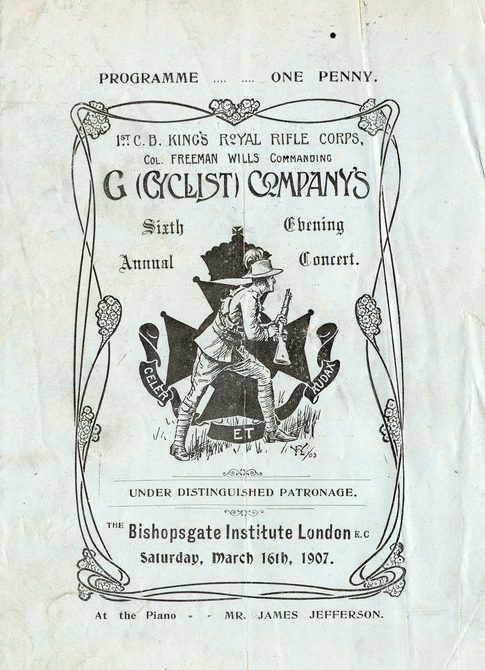 PROGRAMME .... .... ONE PENNY.
1ST C. B. KING'S ROYAL RIFLE CORPS,
COL. FREEMAN WILLS COMMANDING
G (CYCLIST) COMPANY'S
Sixth Evening
Annual Concert.
CELER ET AUDAX
UNDER DISTINGUISHED PATRONAGE.
THE Bishopsgate Institute London E.C
Saturday, March 16th, 1907.
At the Piano - - MR. JAMES JEFFERSON.